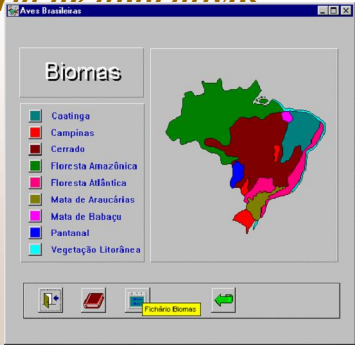 Aves Brasileiras
Biomas
Caatinga
Campinas
Cerrado
Floresta Amazônica
Floresta Atlântica
Mata de Araucárias
Mata de Babaçu
Pantanal
Vegetação Litorânea
Fichário Biomas